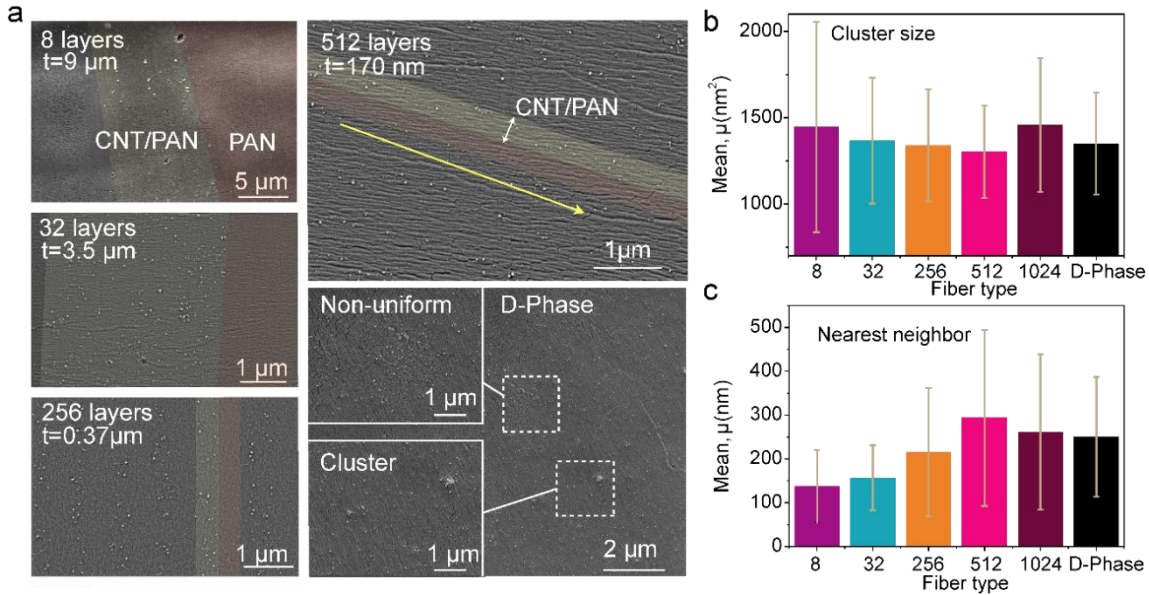 a
8 layers
t=9 µm
CNT/PAN
PAN
5 µm
32 layers
t=3.5 µm
1 µm
256 layers
t=0.37µm
1 µm
512 layers
t=170 nm
CNT/PAN
1µm
Non-uniform
1 µm
Cluster
1 µm
D-Phase
2 µm
b
Cluster size
Mean, µ(nm²)
1400
1200
1000
8 32 256 512 1024 D-Phase
Fiber type
c
Nearest neighbor
Mean, µ(nm)
500
400
300
200
100
0
8 32 256 512 1024 D-Phase
Fiber type